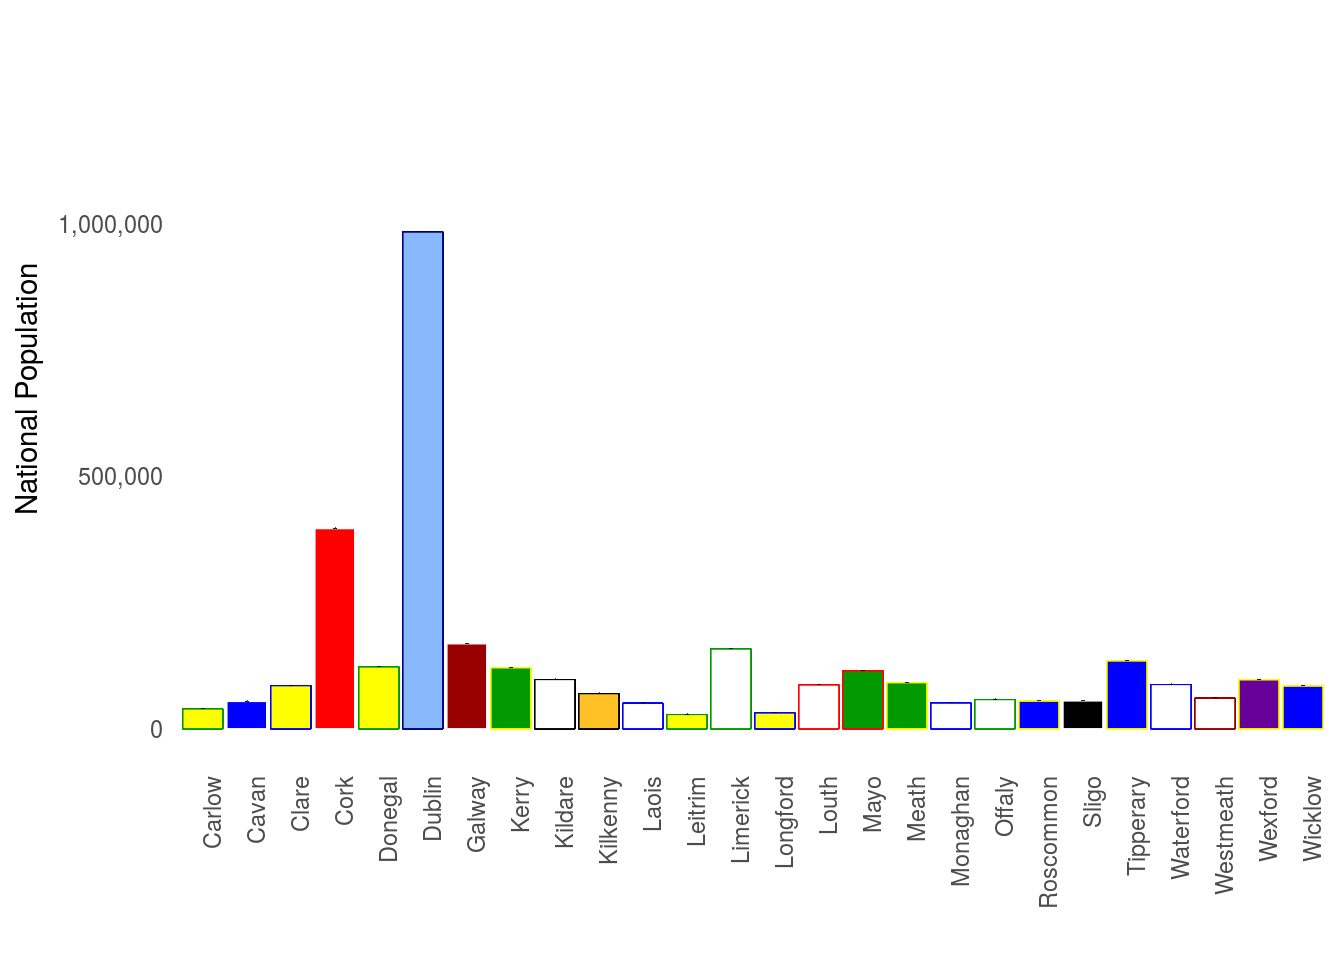 1,000,000
National Population
500,000
0
Carlow
Cavan
Clare
Cork
Donegal
Dublin
Galway
Kerry
Kildare
Kilkenny
Laois
Leitrim
Limerick
Longford
Louth
Mayo
Meath
Monaghan
Offaly
Roscommon
Sligo
Tipperary
Waterford
Westmeath
Wexford
Wicklow